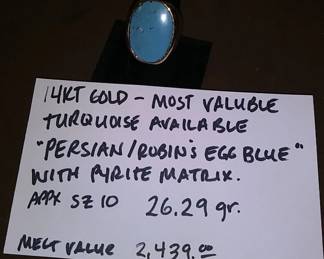 14KT GOLD - MOST VALUBLE
TURQUOISE AVAILABLE
"PERSIAN/ROBIN'S EGG BLUE"
WITH PYRITE MATRIX.
APPX SZ 10 26.29 gr.
MELT VALUE 2,439.00